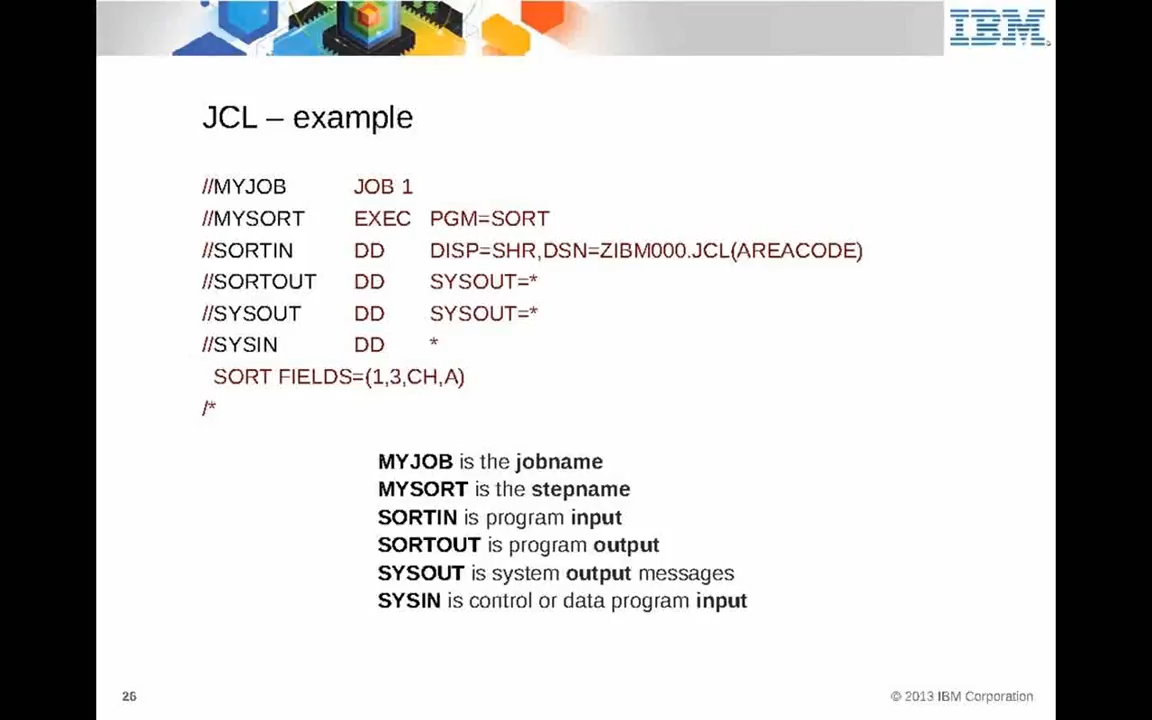 IBM
JCL – example
//MYJOB JOB 1
//MYSORT EXEC PGM=SORT
//SORTIN DD DISP=SHR,DSN=ZIBM000.JCL(AREACODE)
//SORTOUT DD SYSOUT=*
//SYSOUT DD SYSOUT=*
//SYSIN DD *
SORT FIELDS=(1,3,CH,A)
/*
MYJOB is the jobname
MYSORT is the stepname
SORTIN is program input
SORTOUT is program output
SYSOUT is system output messages
SYSIN is control or data program input
26 © 2013 IBM Corporation